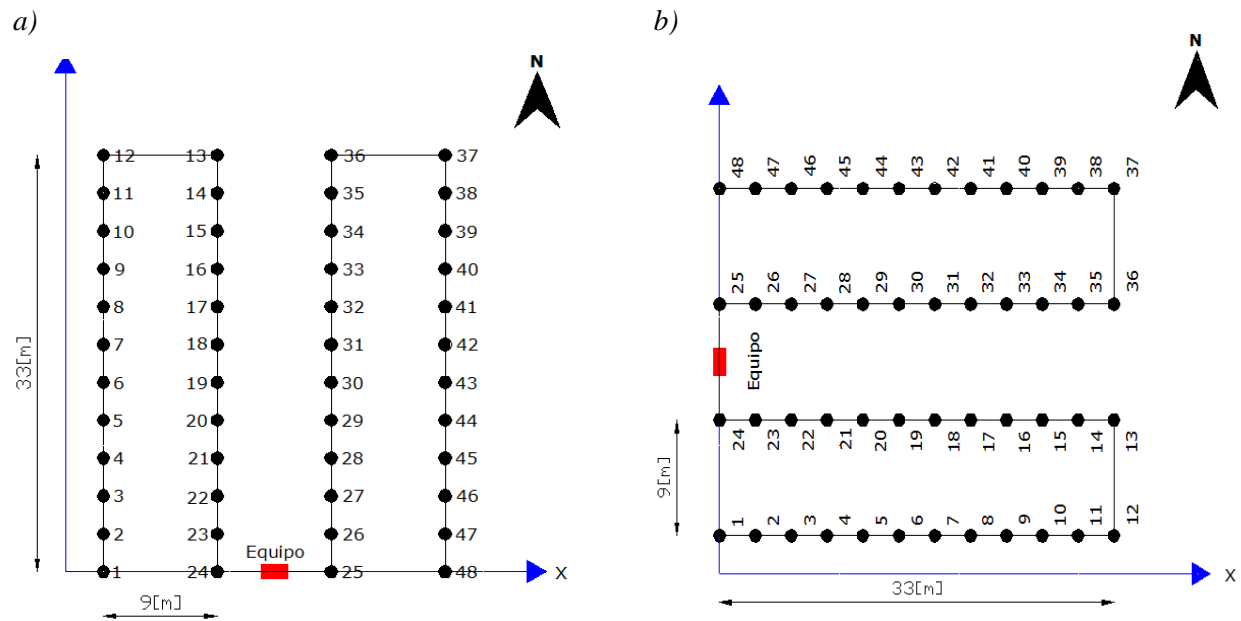 a)
N
12 13 36 37
11 14 35 38
10 15 34 39
9 16 33 40
8 17 32 41
7 18 31 42
6 19 30 43
5 20 29 44
4 21 28 45
3 22 27 46
2 23 26 47
Equipo
1 24 25 48 X
33[m]
9[m]
b)
N
48 47 46 45 44 43 42 41 40 39 38 37
25 26 27 28 29 30 31 32 33 34 35 36
Equipo
24 23 22 21 20 19 18 17 16 15 14 13
9[m]
1 2 3 4 5 6 7 8 9 10 11 12
X
33[m]